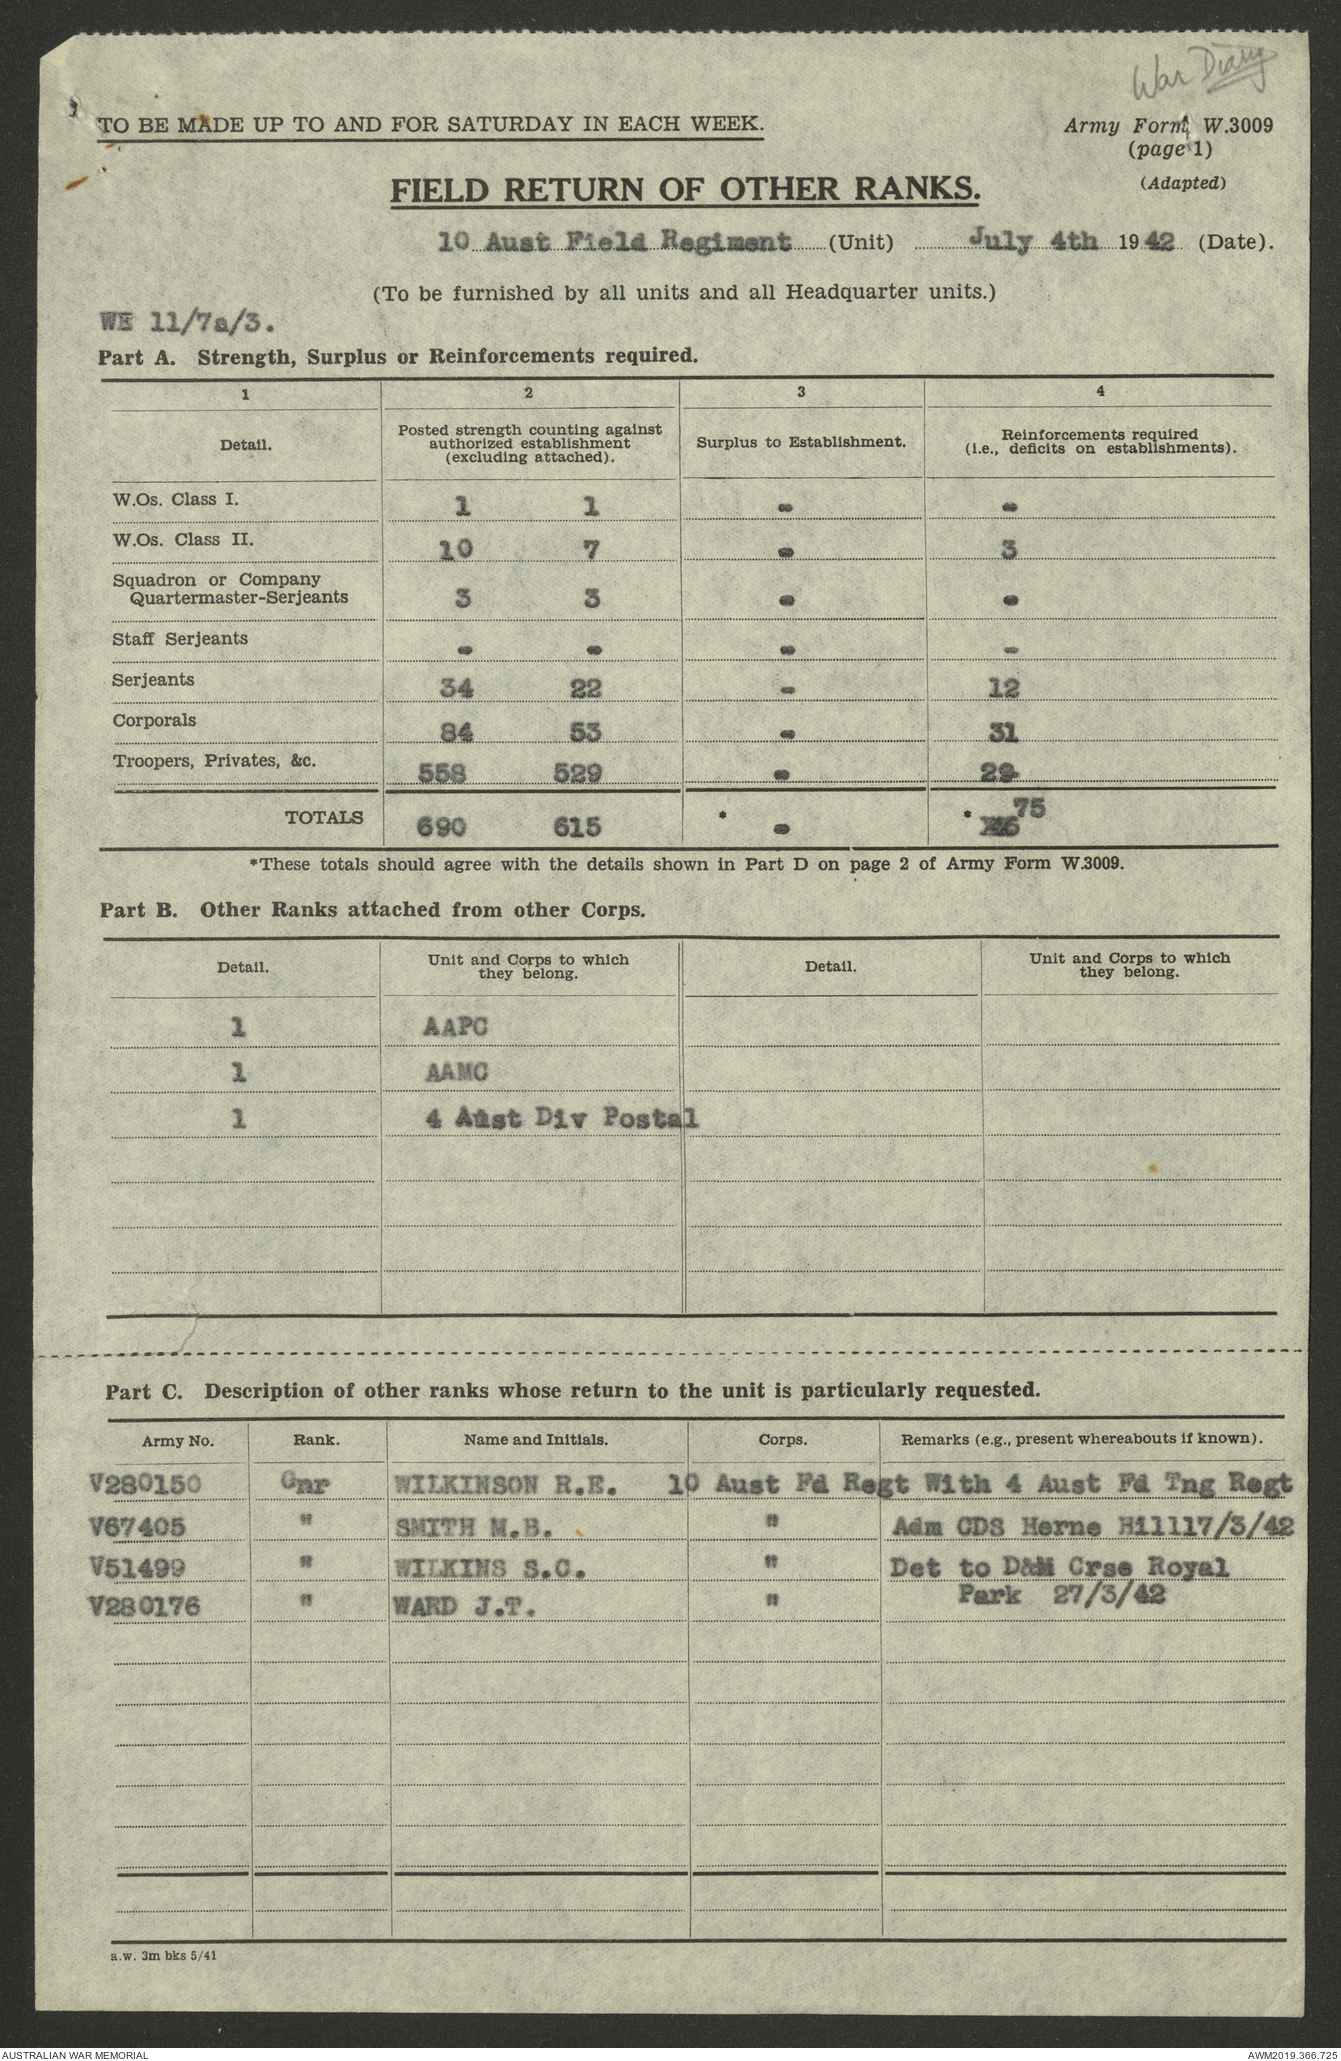 War Diary
TO BE MADE UP TO AND FOR SATURDAY IN EACH WEEK.
Army Form W.3009
(page 1)
(Adapted)
FIELD RETURN OF OTHER RANKS.
10 Aust Field Regiment (Unit) July 4th 1942 (Date).
(To be furnished by all units and all Headquarter units.)
WE 11/7a/3.
Part A. Strength, Surplus or Reinforcements required.
1 2 3 4
Detail. Posted strength counting against authorized establishment (excluding attached). Surplus to Establishment. Reinforcements required (i.e., deficits on establishments).
W.Os. Class I. 1 1 - -
W.Os. Class II. 10 7 - 3
Squadron or Company
Quartermaster-Serjeants 3 3 - -
Staff Serjeants - - - -
Serjeants 34 22 - 12
Corporals 84 53 - 31
Troopers, Privates, &c. 558 529 - 29
TOTALS 690 615 * - * 75
*These totals should agree with the details shown in Part D on page 2 of Army Form W.3009.
Part B. Other Ranks attached from other Corps.
Detail. Unit and Corps to which they belong. Detail. Unit and Corps to which they belong.
1 AAPC
1 AAMC
1 4 Aust Div Postal
Part C. Description of other ranks whose return to the unit is particularly requested.
Army No. Rank. Name and Initials. Corps. Remarks (e.g., present whereabouts if known).
V280150 Gnr WILKINSON R.E. 10 Aust Fd Regt With 4 Aust Fd Tng Regt
V67405 " SMITH M.B. " Adm CDS Herne Hill17/3/42
V51499 " WILKINS S.C. " Det to D&M Crse Royal
Park 27/3/42
V280176 " WARD J.T. "
a.w. 3m bks 5/41
AUSTRALIAN WAR MEMORIAL
AWM2019.366.725